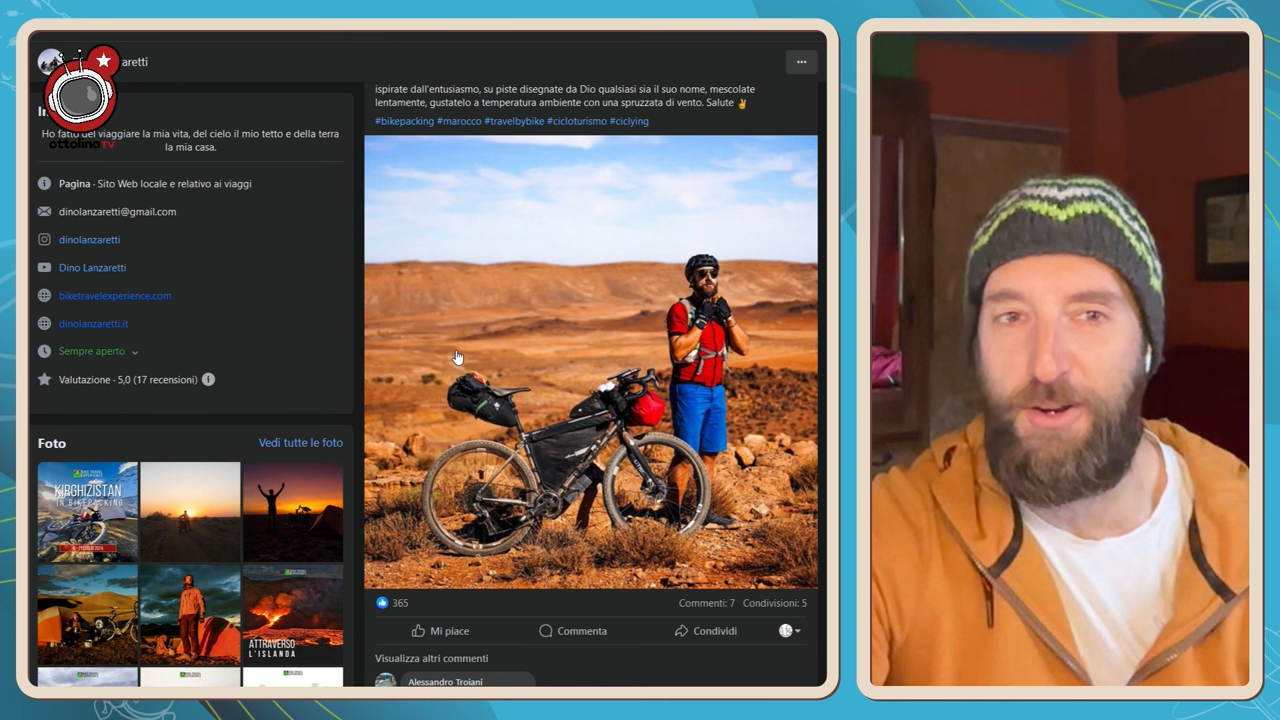 aretti
...
Ho fatto del viaggiare la mia vita, del cielo il mio tetto e della terra
la mia casa.
ottolinaTV
Pagina · Sito Web locale e relativo ai viaggi
dinolanzaretti@gmail.com
dinolanzaretti
Dino Lanzaretti
biketravelexperience.com
dinolanzaretti.it
Sempre aperto
Valutazione · 5,0 (17 recensioni)
Foto
Vedi tutte le foto
KIRGHIZISTAN
IN BIKEPACKING
ATTRAVERSO
L'ISLANDA
ispirate dall'entusiasmo, su piste disegnate da Dio qualsiasi sia il suo nome, mescolate
lentamente, gustatelo a temperatura ambiente con una spruzzata di vento. Salute ✌
#bikepacking #marocco #travelbybike #cicloturismo #ciclying
365
Commenti: 7 Condivisioni: 5
Mi piace
Commenta
Condividi
Visualizza altri commenti
Alessandro Troiani